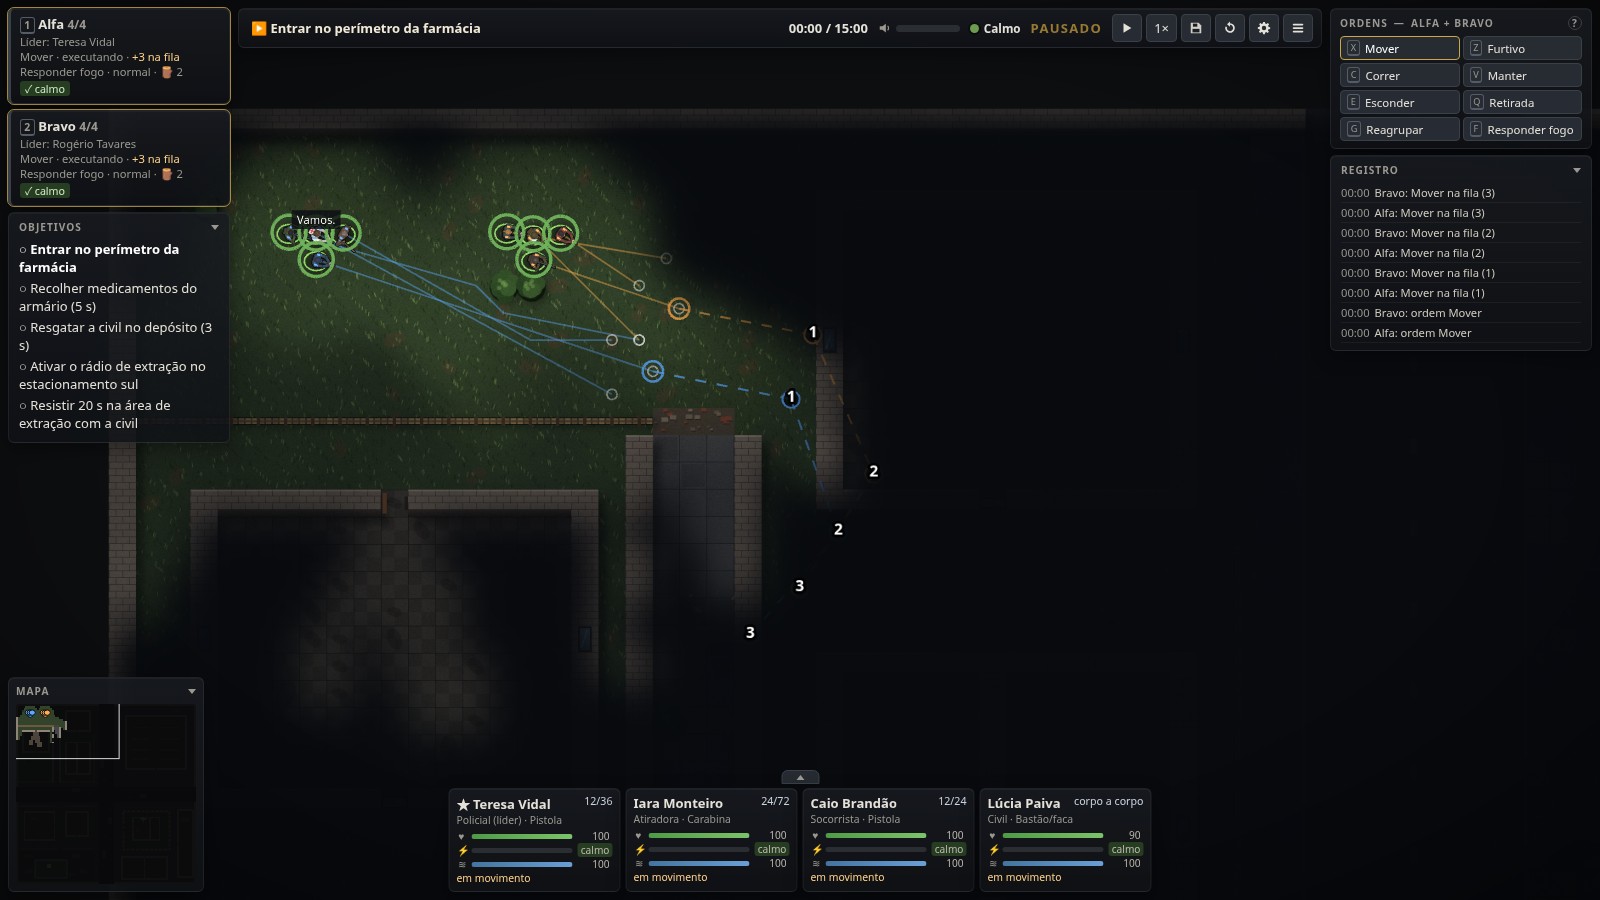 1 Alfa 4/4
Líder: Teresa Vidal
Mover · executando · +3 na fila
Responder fogo · normal · 2
✓ calmo
2 Bravo 4/4
Líder: Rogério Tavares
Mover · executando · +3 na fila
Responder fogo · normal · 2
✓ calmo
OBJETIVOS
○ Entrar no perímetro da
farmácia
○ Recolher medicamentos do
armário (5 s)
○ Resgatar a civil no depósito (3
s)
○ Ativar o rádio de extração no
estacionamento sul
○ Resistir 20 s na área de
extração com a civil
Entrar no perímetro da farmácia
00:00 / 15:00
Calmo
PAUSADO
1×
ORDENS — ALFA + BRAVO
?
X Mover
Z Furtivo
C Correr
V Manter
E Esconder
Q Retirada
G Reagrupar
F Responder fogo
REGISTRO
00:00 Bravo: Mover na fila (3)
00:00 Alfa: Mover na fila (3)
00:00 Bravo: Mover na fila (2)
00:00 Alfa: Mover na fila (2)
00:00 Bravo: Mover na fila (1)
00:00 Alfa: Mover na fila (1)
00:00 Bravo: ordem Mover
00:00 Alfa: ordem Mover
Vamos.
1
1
2
2
3
3
MAPA
★ Teresa Vidal 12/36
Policial (líder) · Pistola
100
calmo
100
em movimento
Iara Monteiro 24/72
Atiradora · Carabina
100
calmo
100
em movimento
Caio Brandão 12/24
Socorrista · Pistola
100
calmo
100
em movimento
Lúcia Paiva corpo a corpo
Civil · Bastão/faca
90
calmo
100
em movimento